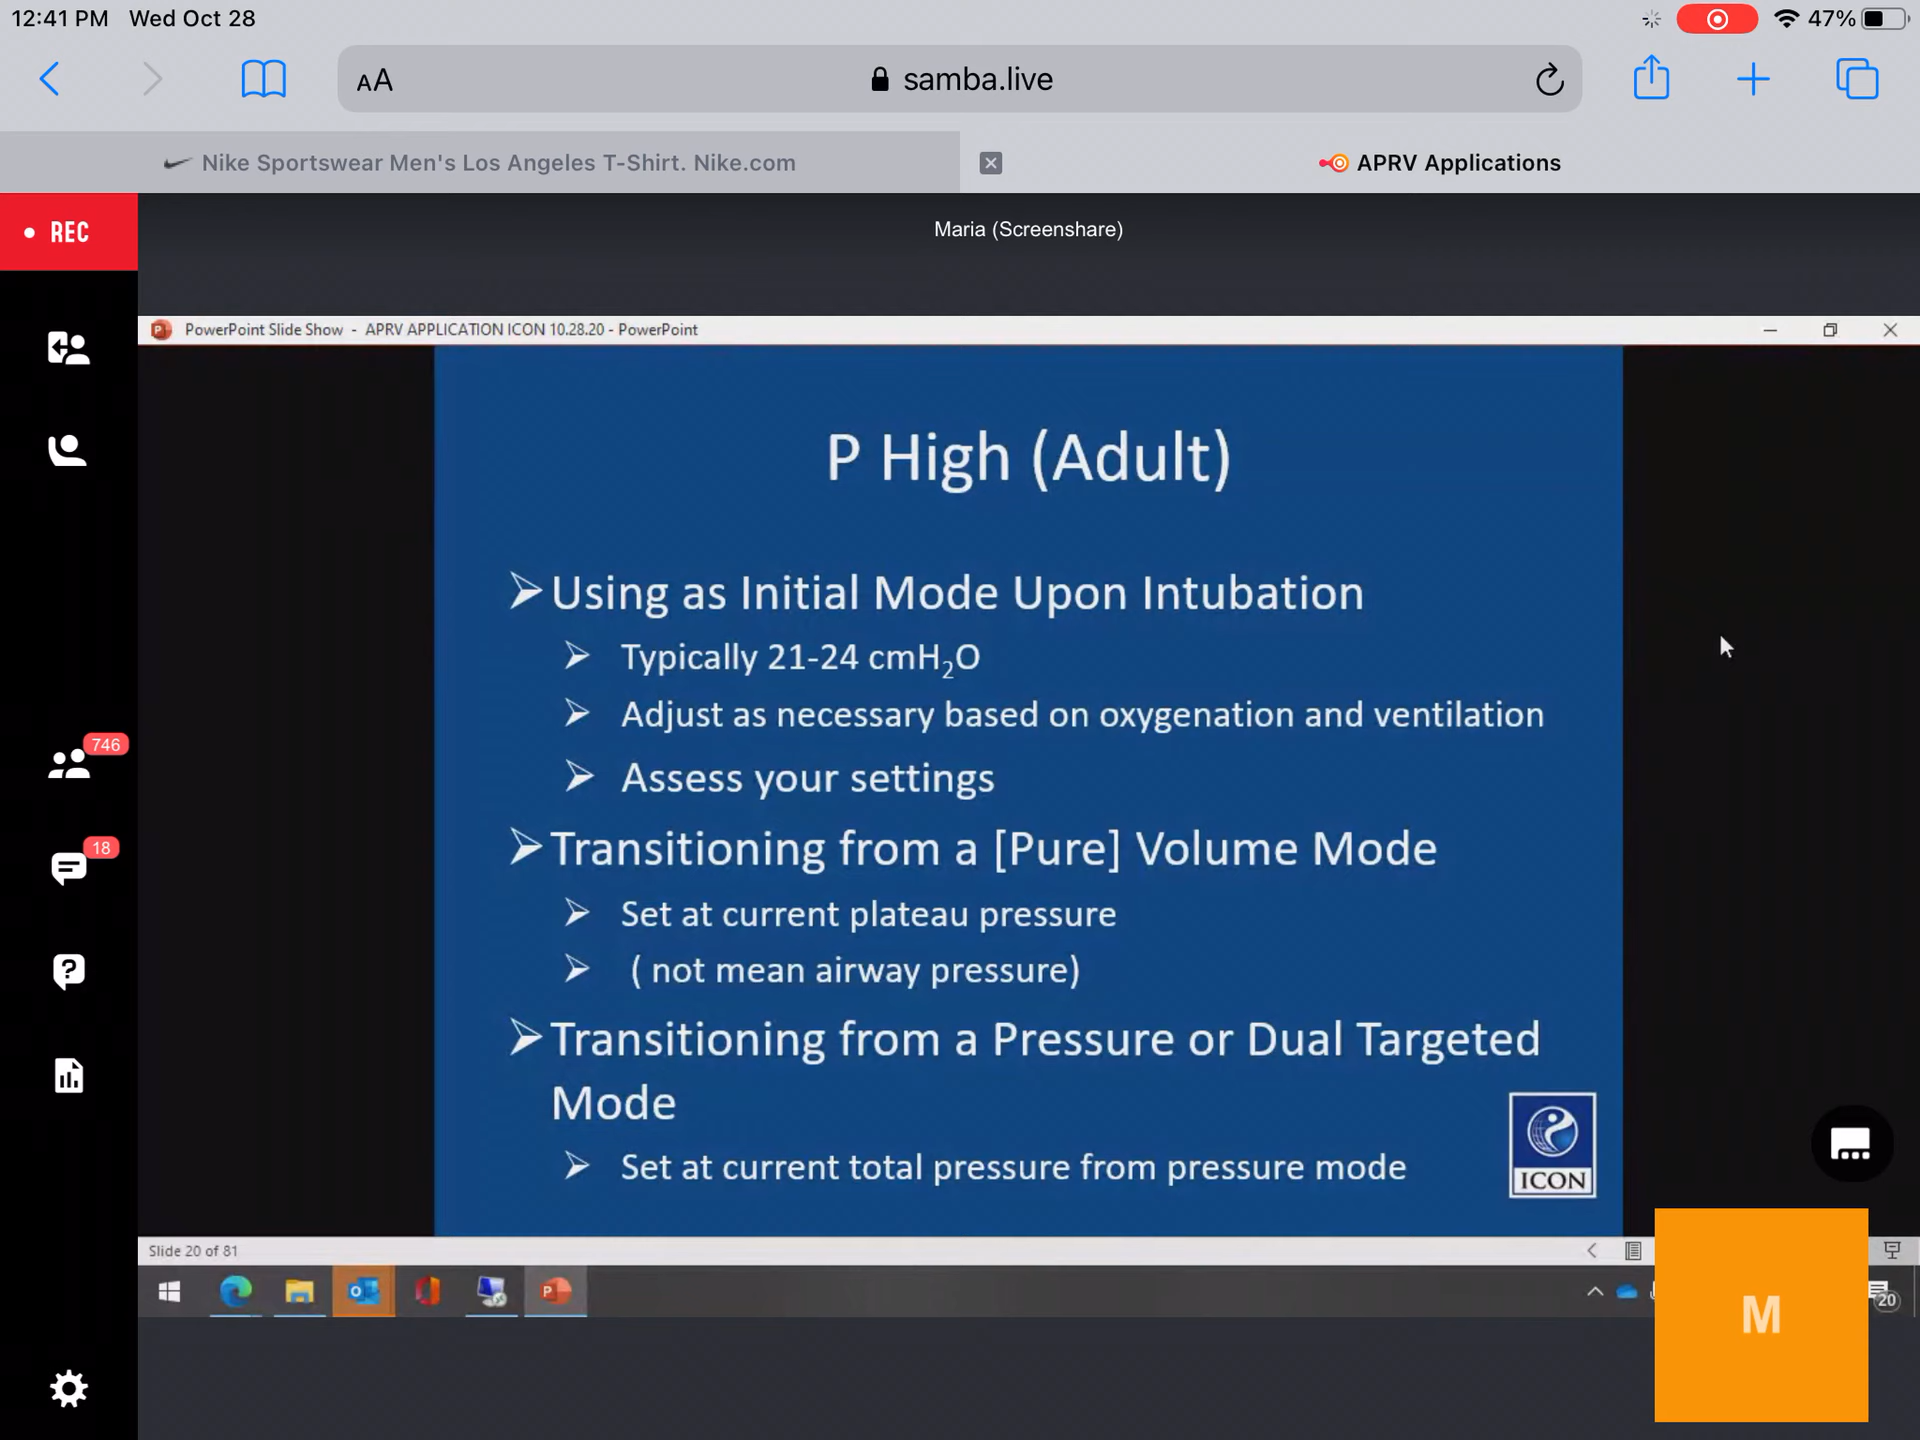 12:41 PM Wed Oct 28
47%
AA
samba.live
Nike Sportswear Men's Los Angeles T-Shirt. Nike.com
APRV Applications
REC
Maria (Screenshare)
PowerPoint Slide Show - APRV APPLICATION ICON 10.28.20 - PowerPoint
P High (Adult)
Using as Initial Mode Upon Intubation
Typically 21-24 cmH₂O
Adjust as necessary based on oxygenation and ventilation
746
Assess your settings
Transitioning from a [Pure] Volume Mode
18
Set at current plateau pressure
( not mean airway pressure)
Transitioning from a Pressure or Dual Targeted
Mode
Set at current total pressure from pressure mode
ICON
Slide 20 of 81
20
M